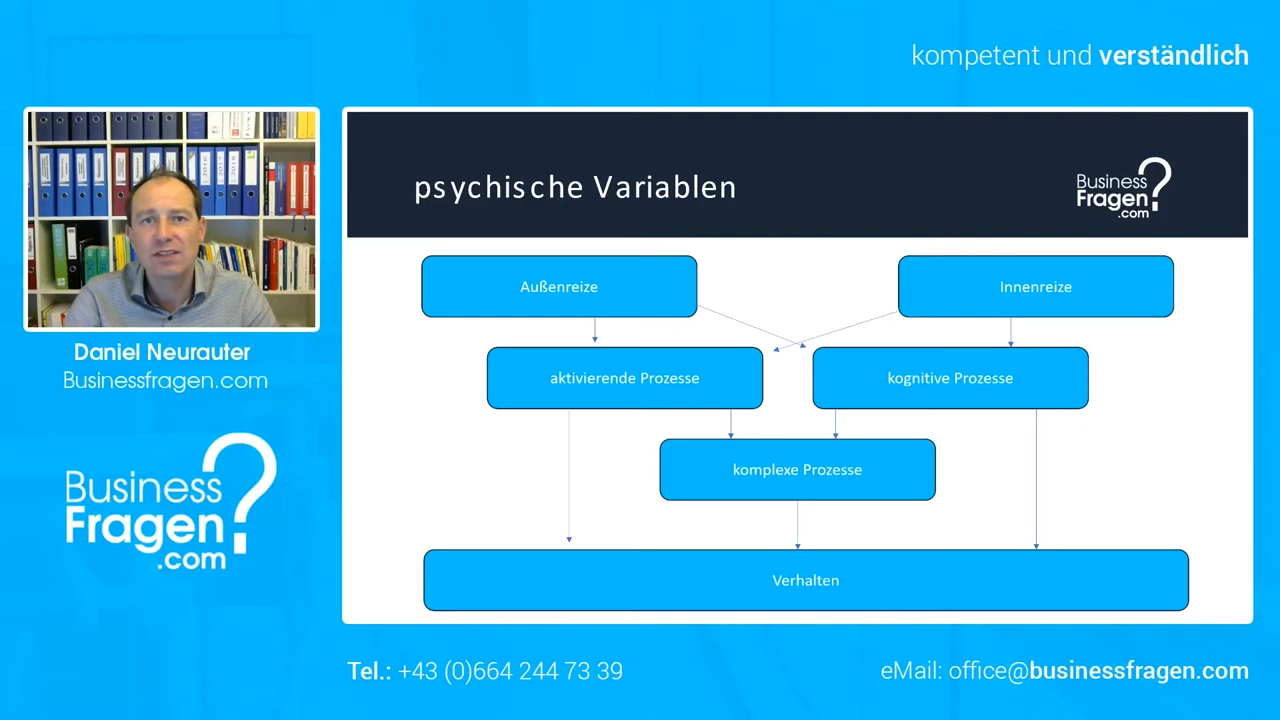 kompetent und verständlich
psychische Variablen
Business
Fragen?
.com
Außenreize
Innenreize
aktivierende Prozesse
kognitive Prozesse
komplexe Prozesse
Verhalten
Daniel Neurauter
Businessfragen.com
Business
Fragen?
.com
Tel.: +43 (0)664 244 73 39
eMail: office@businessfragen.com